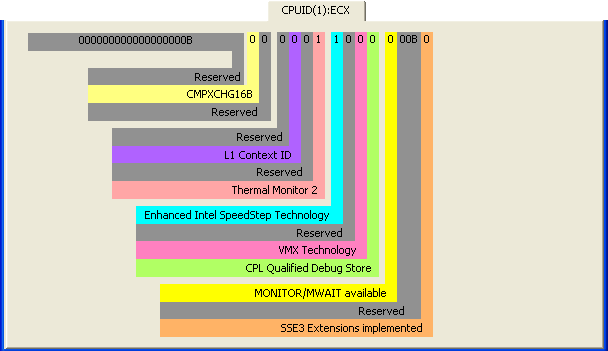 CPUID(1):ECX
000000000000000000B 0 0 0 0 0 1 1 0 0 0 0 00B 0
Reserved
CMPXCHG16B
Reserved
Reserved
L1 Context ID
Reserved
Thermal Monitor 2
Enhanced Intel SpeedStep Technology
Reserved
VMX Technology
CPL Qualified Debug Store
MONITOR/MWAIT available
Reserved
SSE3 Extensions implemented